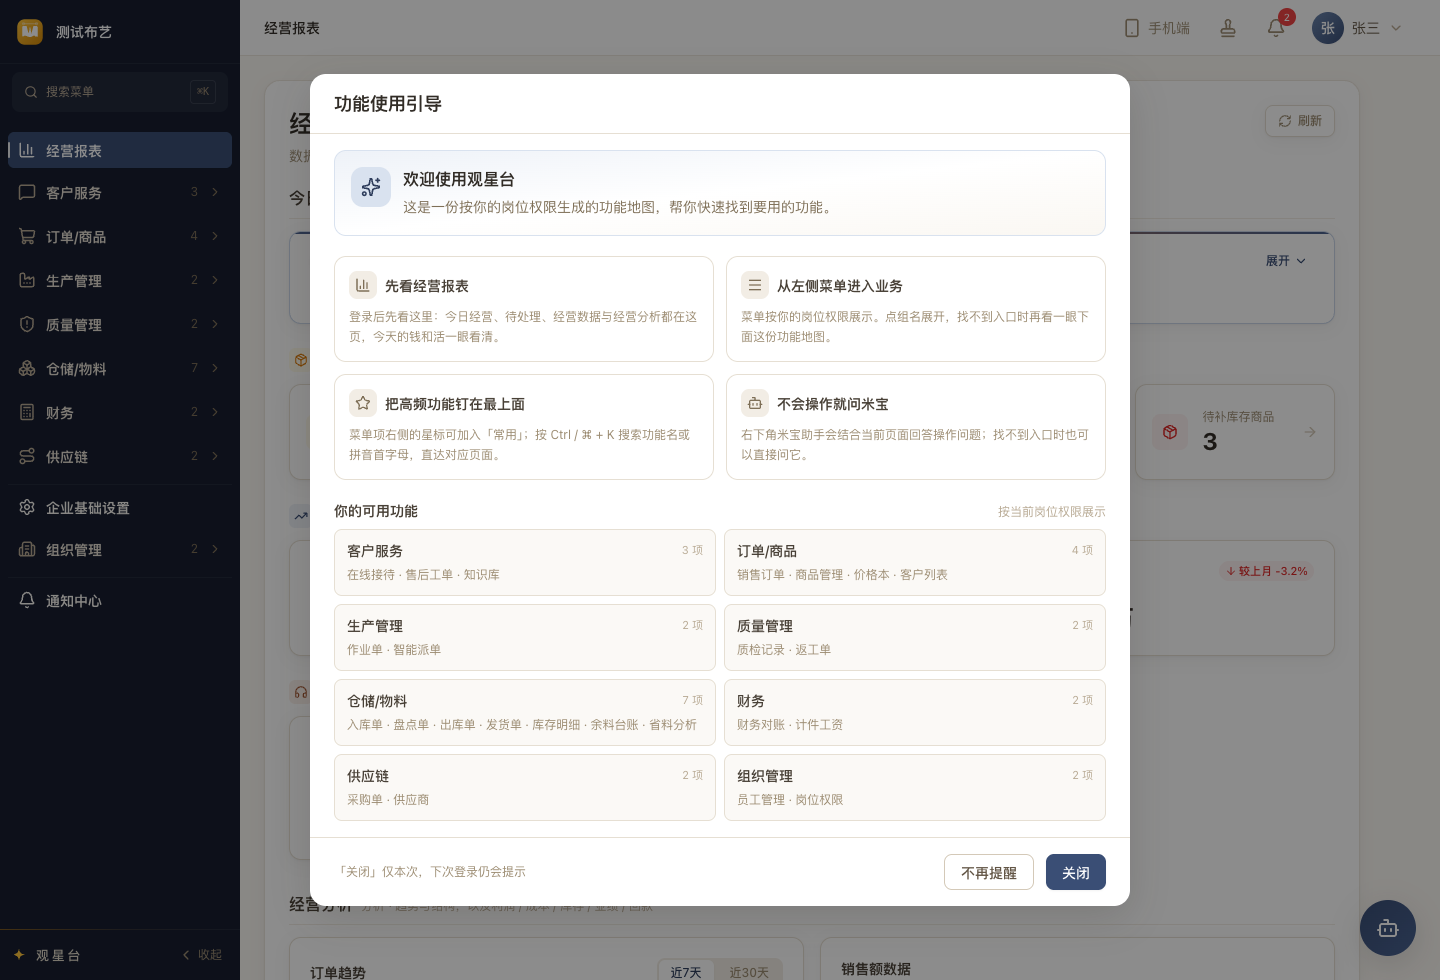 测试布艺
搜索菜单
⌘K
经营报表
客户服务 3
订单/商品 4
生产管理 2
质量管理 2
仓储/物料 7
财务 2
供应链 2
企业基础设置
组织管理 2
通知中心
观星台
收起
经营报表
手机端
2
张
张三
经
刷新
数据
今日
展开
待补库存商品
3
较上月 -3.2%
功能使用引导
欢迎使用观星台
这是一份按你的岗位权限生成的功能地图，帮你快速找到要用的功能。
先看经营报表
登录后先看这里：今日经营、待处理、经营数据与经营分析都在这
页，今天的钱和活一眼看清。
从左侧菜单进入业务
菜单按你的岗位权限展示。点组名展开，找不到入口时再看一眼下
面这份功能地图。
把高频功能钉在最上面
菜单项右侧的星标可加入「常用」；按 Ctrl / ⌘ + K 搜索功能名或
拼音首字母，直达对应页面。
不会操作就问米宝
右下角米宝助手会结合当前页面回答操作问题；找不到入口时也可
以直接问它。
你的可用功能
按当前岗位权限展示
客户服务 3 项
在线接待 · 售后工单 · 知识库
订单/商品 4 项
销售订单 · 商品管理 · 价格本 · 客户列表
生产管理 2 项
作业单 · 智能派单
质量管理 2 项
质检记录 · 返工单
仓储/物料 7 项
入库单 · 盘点单 · 出库单 · 发货单 · 库存明细 · 余料台账 · 省料分析
财务 2 项
财务对账 · 计件工资
供应链 2 项
采购单 · 供应商
组织管理 2 项
员工管理 · 岗位权限
「关闭」仅本次，下次登录仍会提示
不再提醒
关闭
经营分析
订单趋势
近7天
近30天
销售额数据